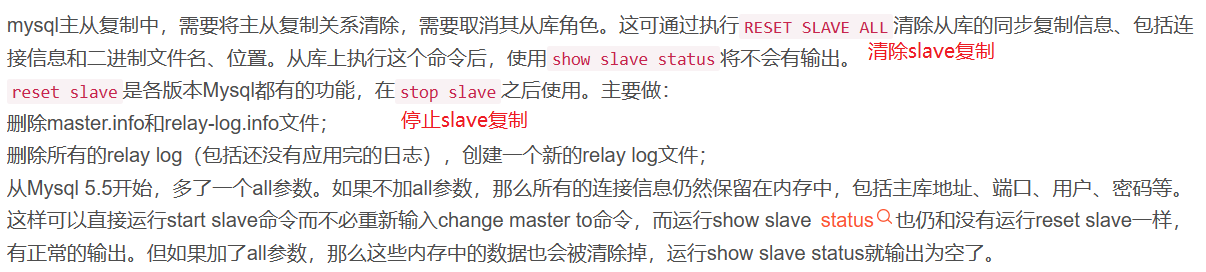 mysql主从复制中，需要将主从复制关系清除，需要取消其从库角色。这可通过执行 RESET SLAVE ALL 清除从库的同步复制信息、包括连
接信息和二进制文件名、位置。从库上执行这个命令后，使用 show slave status 将不会有输出。
清除slave复制
reset slave 是各版本Mysql都有的功能，在 stop slave 之后使用。主要做：
删除master.info和relay-log.info文件；
停止slave复制
删除所有的relay log（包括还没有应用完的日志），创建一个新的relay log文件；
从Mysql 5.5开始，多了一个all参数。如果不加all参数，那么所有的连接信息仍然保留在内存中，包括主库地址、端口、用户、密码等。
这样可以直接运行start slave命令而不必重新输入change master to命令，而运行show slave status也仍和没有运行reset slave一样，
有正常的输出。但如果加了all参数，那么这些内存中的数据也会被清除掉，运行show slave status就输出为空了。